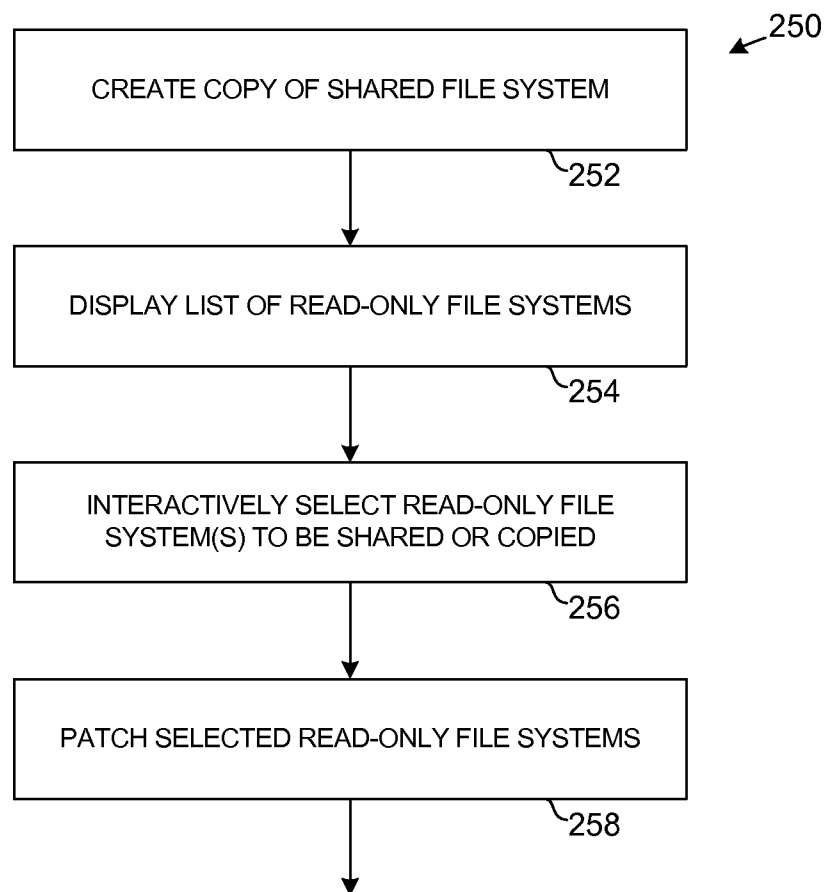 250
CREATE COPY OF SHARED FILE SYSTEM
252
DISPLAY LIST OF READ-ONLY FILE SYSTEMS
254
INTERACTIVELY SELECT READ-ONLY FILE
SYSTEM(S) TO BE SHARED OR COPIED
256
PATCH SELECTED READ-ONLY FILE SYSTEMS
258